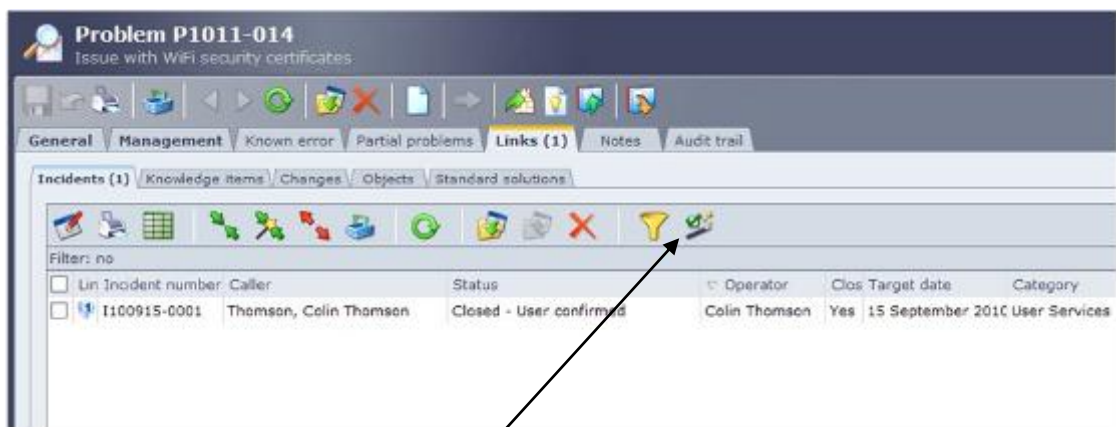 Problem P1011-014
Issue with WiFi security certificates
General Management Known error Partial problems Links (1) Notes Audit trail
Incidents (1) Knowledge items Changes Objects Standard solutions
Filter: no
Lin Incident number Caller Status Operator Clos Target date Category
I100915-0001 Thomson, Colin Thomson Closed - User confirmed Colin Thomson Yes 15 September 2010 User Services